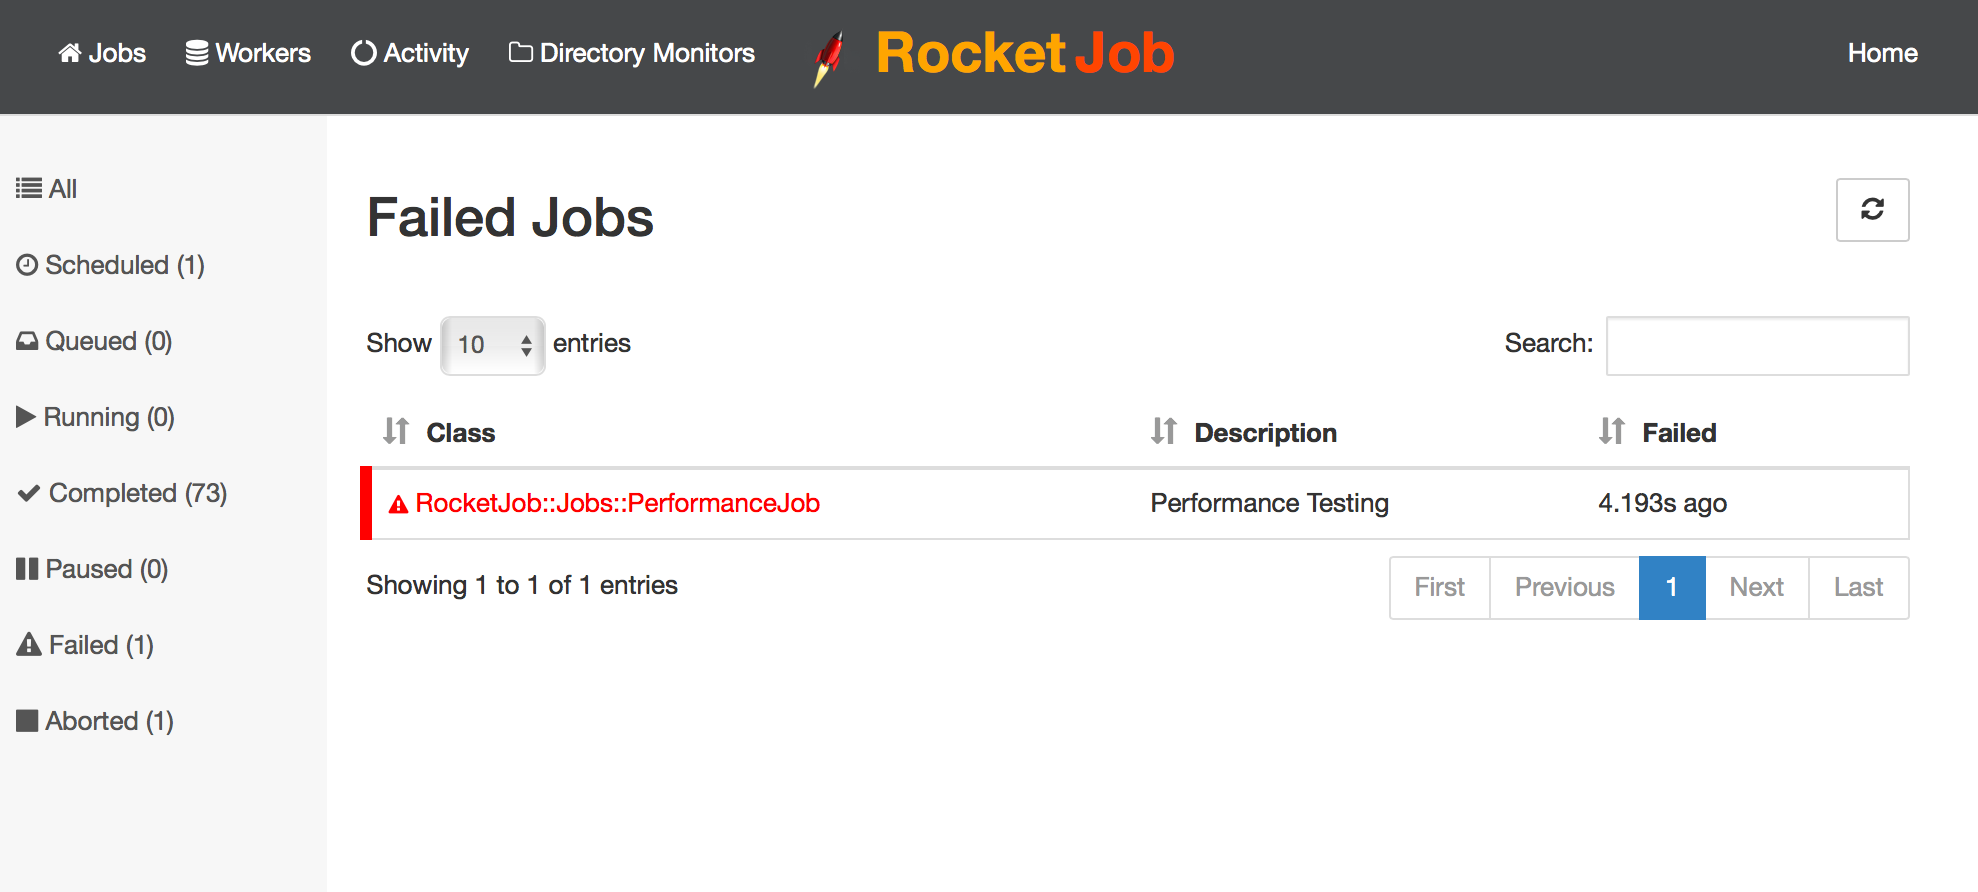 Jobs Workers Activity Directory Monitors Rocket Job Home
All
Scheduled (1)
Queued (0)
Running (0)
Completed (73)
Paused (0)
Failed (1)
Aborted (1)
Failed Jobs
Show 10 entries Search:
Class Description Failed
RocketJob::Jobs::PerformanceJob Performance Testing 4.193s ago
Showing 1 to 1 of 1 entries First Previous 1 Next Last